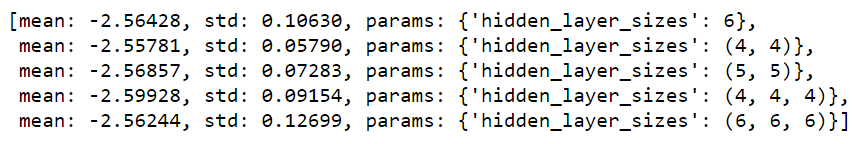 [mean: -2.56428, std: 0.10630, params: {'hidden_layer_sizes': 6},
mean: -2.55781, std: 0.05790, params: {'hidden_layer_sizes': (4, 4)},
mean: -2.56857, std: 0.07283, params: {'hidden_layer_sizes': (5, 5)},
mean: -2.59928, std: 0.09154, params: {'hidden_layer_sizes': (4, 4, 4)},
mean: -2.56244, std: 0.12699, params: {'hidden_layer_sizes': (6, 6, 6)}]